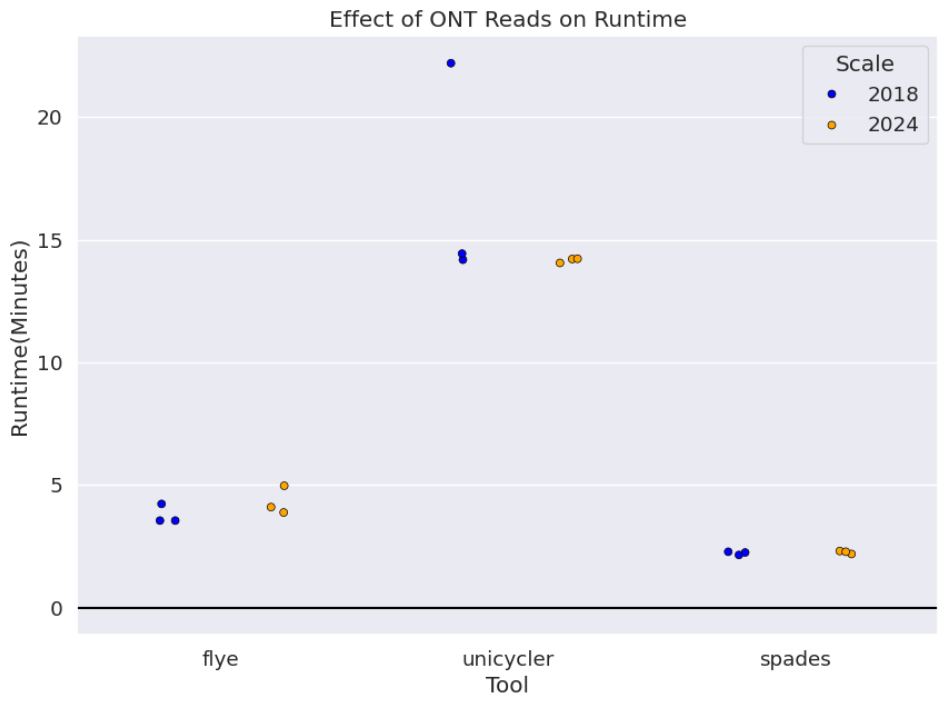 Effect of ONT Reads on Runtime
Scale
2018
2024
Runtime(Minutes)
20
15
10
5
0
flye
unicycler
spades
Tool